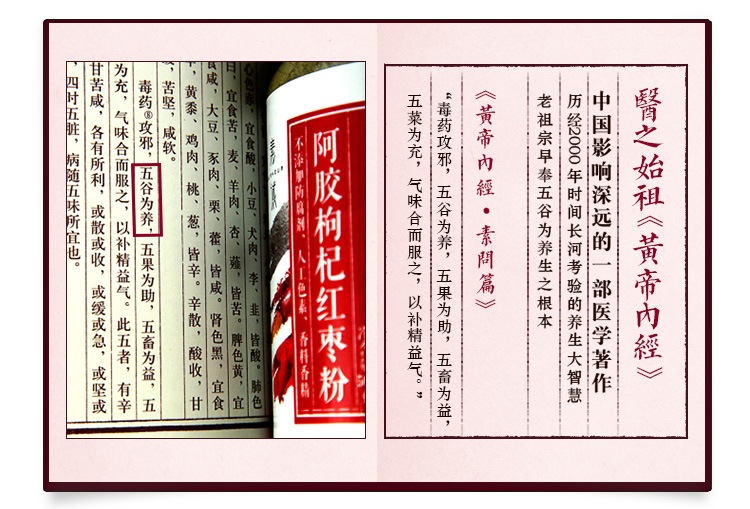 醫之始祖《黃帝內經》
中国影响深远的一部医学著作
历经2000年时间长河考验的养生大智慧
老祖宗早奉五谷为养生之根本
《黃帝內經·素問篇》
“毒药攻邪，五谷为养，五果为助，五畜为益，
五菜为充，气味合而服之，以补精益气。”
阿胶枸杞红枣粉
不添加防腐剂、人工色素、香料香精
心色赤，宜食酸，小豆、犬肉、李、韭，皆酸。肺色
曰，宜食苦，麦、羊肉、杏、薤，皆苦。脾色黄，宜
食咸，大豆、豕肉、栗、藿，皆咸。肾色黑，宜食
辛，黄黍、鸡肉、桃、葱，皆辛。辛散，酸收，甘
缓，苦坚，咸软。
毒药⑧攻邪，五谷为养，五果为助，五畜为益，五
菜为充，气味合而服之，以补精益气。此五者，有辛
甘苦咸，各有所利，或散或收，或缓或急，或坚或
四时五脏，病随五味所宜也。